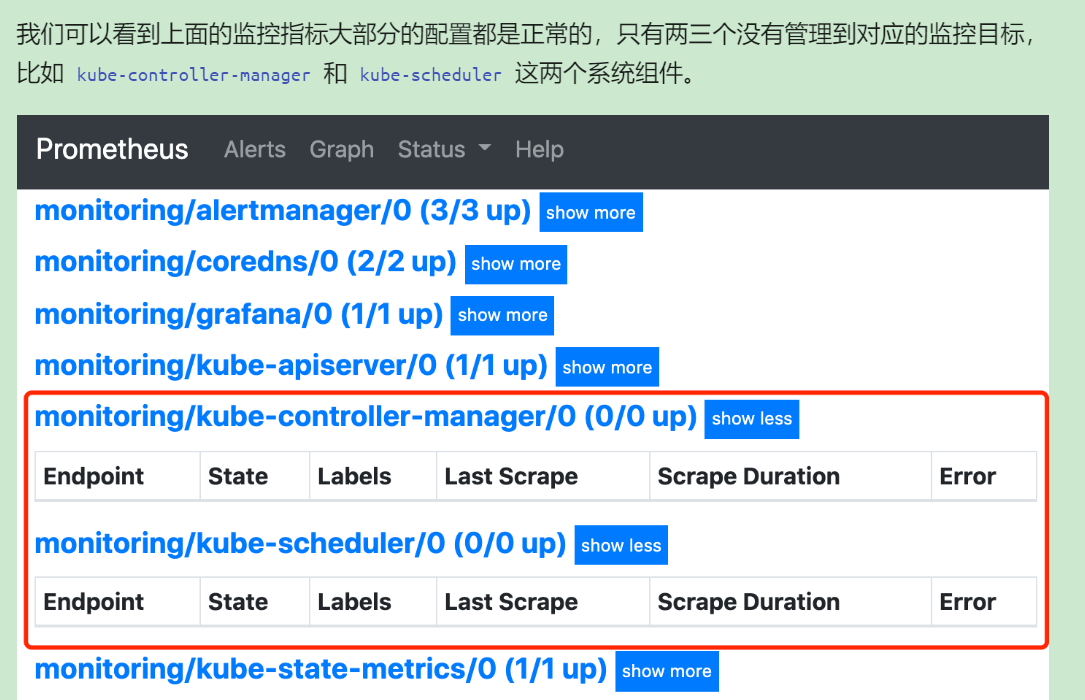 我们可以看到上面的监控指标大部分的配置都是正常的，只有两三个没有管理到对应的监控目标，
比如 kube-controller-manager 和 kube-scheduler 这两个系统组件。
Prometheus Alerts Graph Status Help
monitoring/alertmanager/0 (3/3 up) show more
monitoring/coredns/0 (2/2 up) show more
monitoring/grafana/0 (1/1 up) show more
monitoring/kube-apiserver/0 (1/1 up) show more
monitoring/kube-controller-manager/0 (0/0 up) show less
Endpoint State Labels Last Scrape Scrape Duration Error
monitoring/kube-scheduler/0 (0/0 up) show less
Endpoint State Labels Last Scrape Scrape Duration Error
monitoring/kube-state-metrics/0 (1/1 up) show more